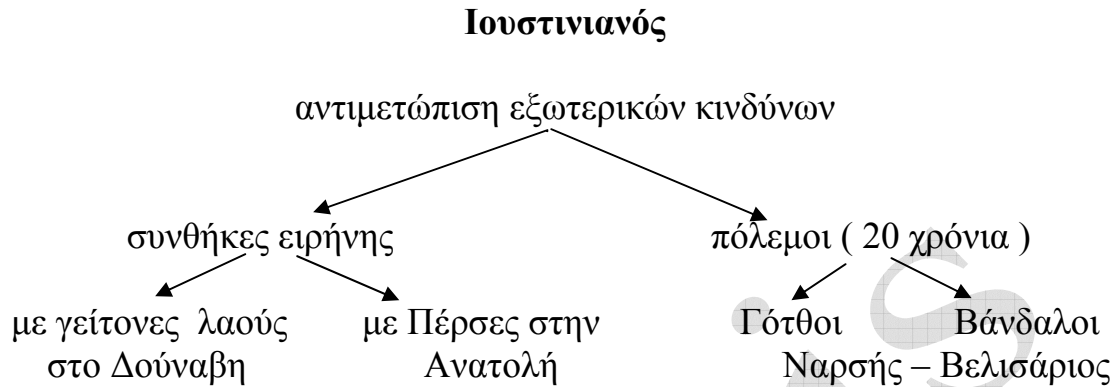 Ιουστινιανός
αντιμετώπιση εξωτερικών κινδύνων
συνθήκες ειρήνης πόλεμοι ( 20 χρόνια )
με γείτονες λαούς με Πέρσες στην Γότθοι Βάνδαλοι
στο Δούναβη Ανατολή Ναρσής – Βελισάριος